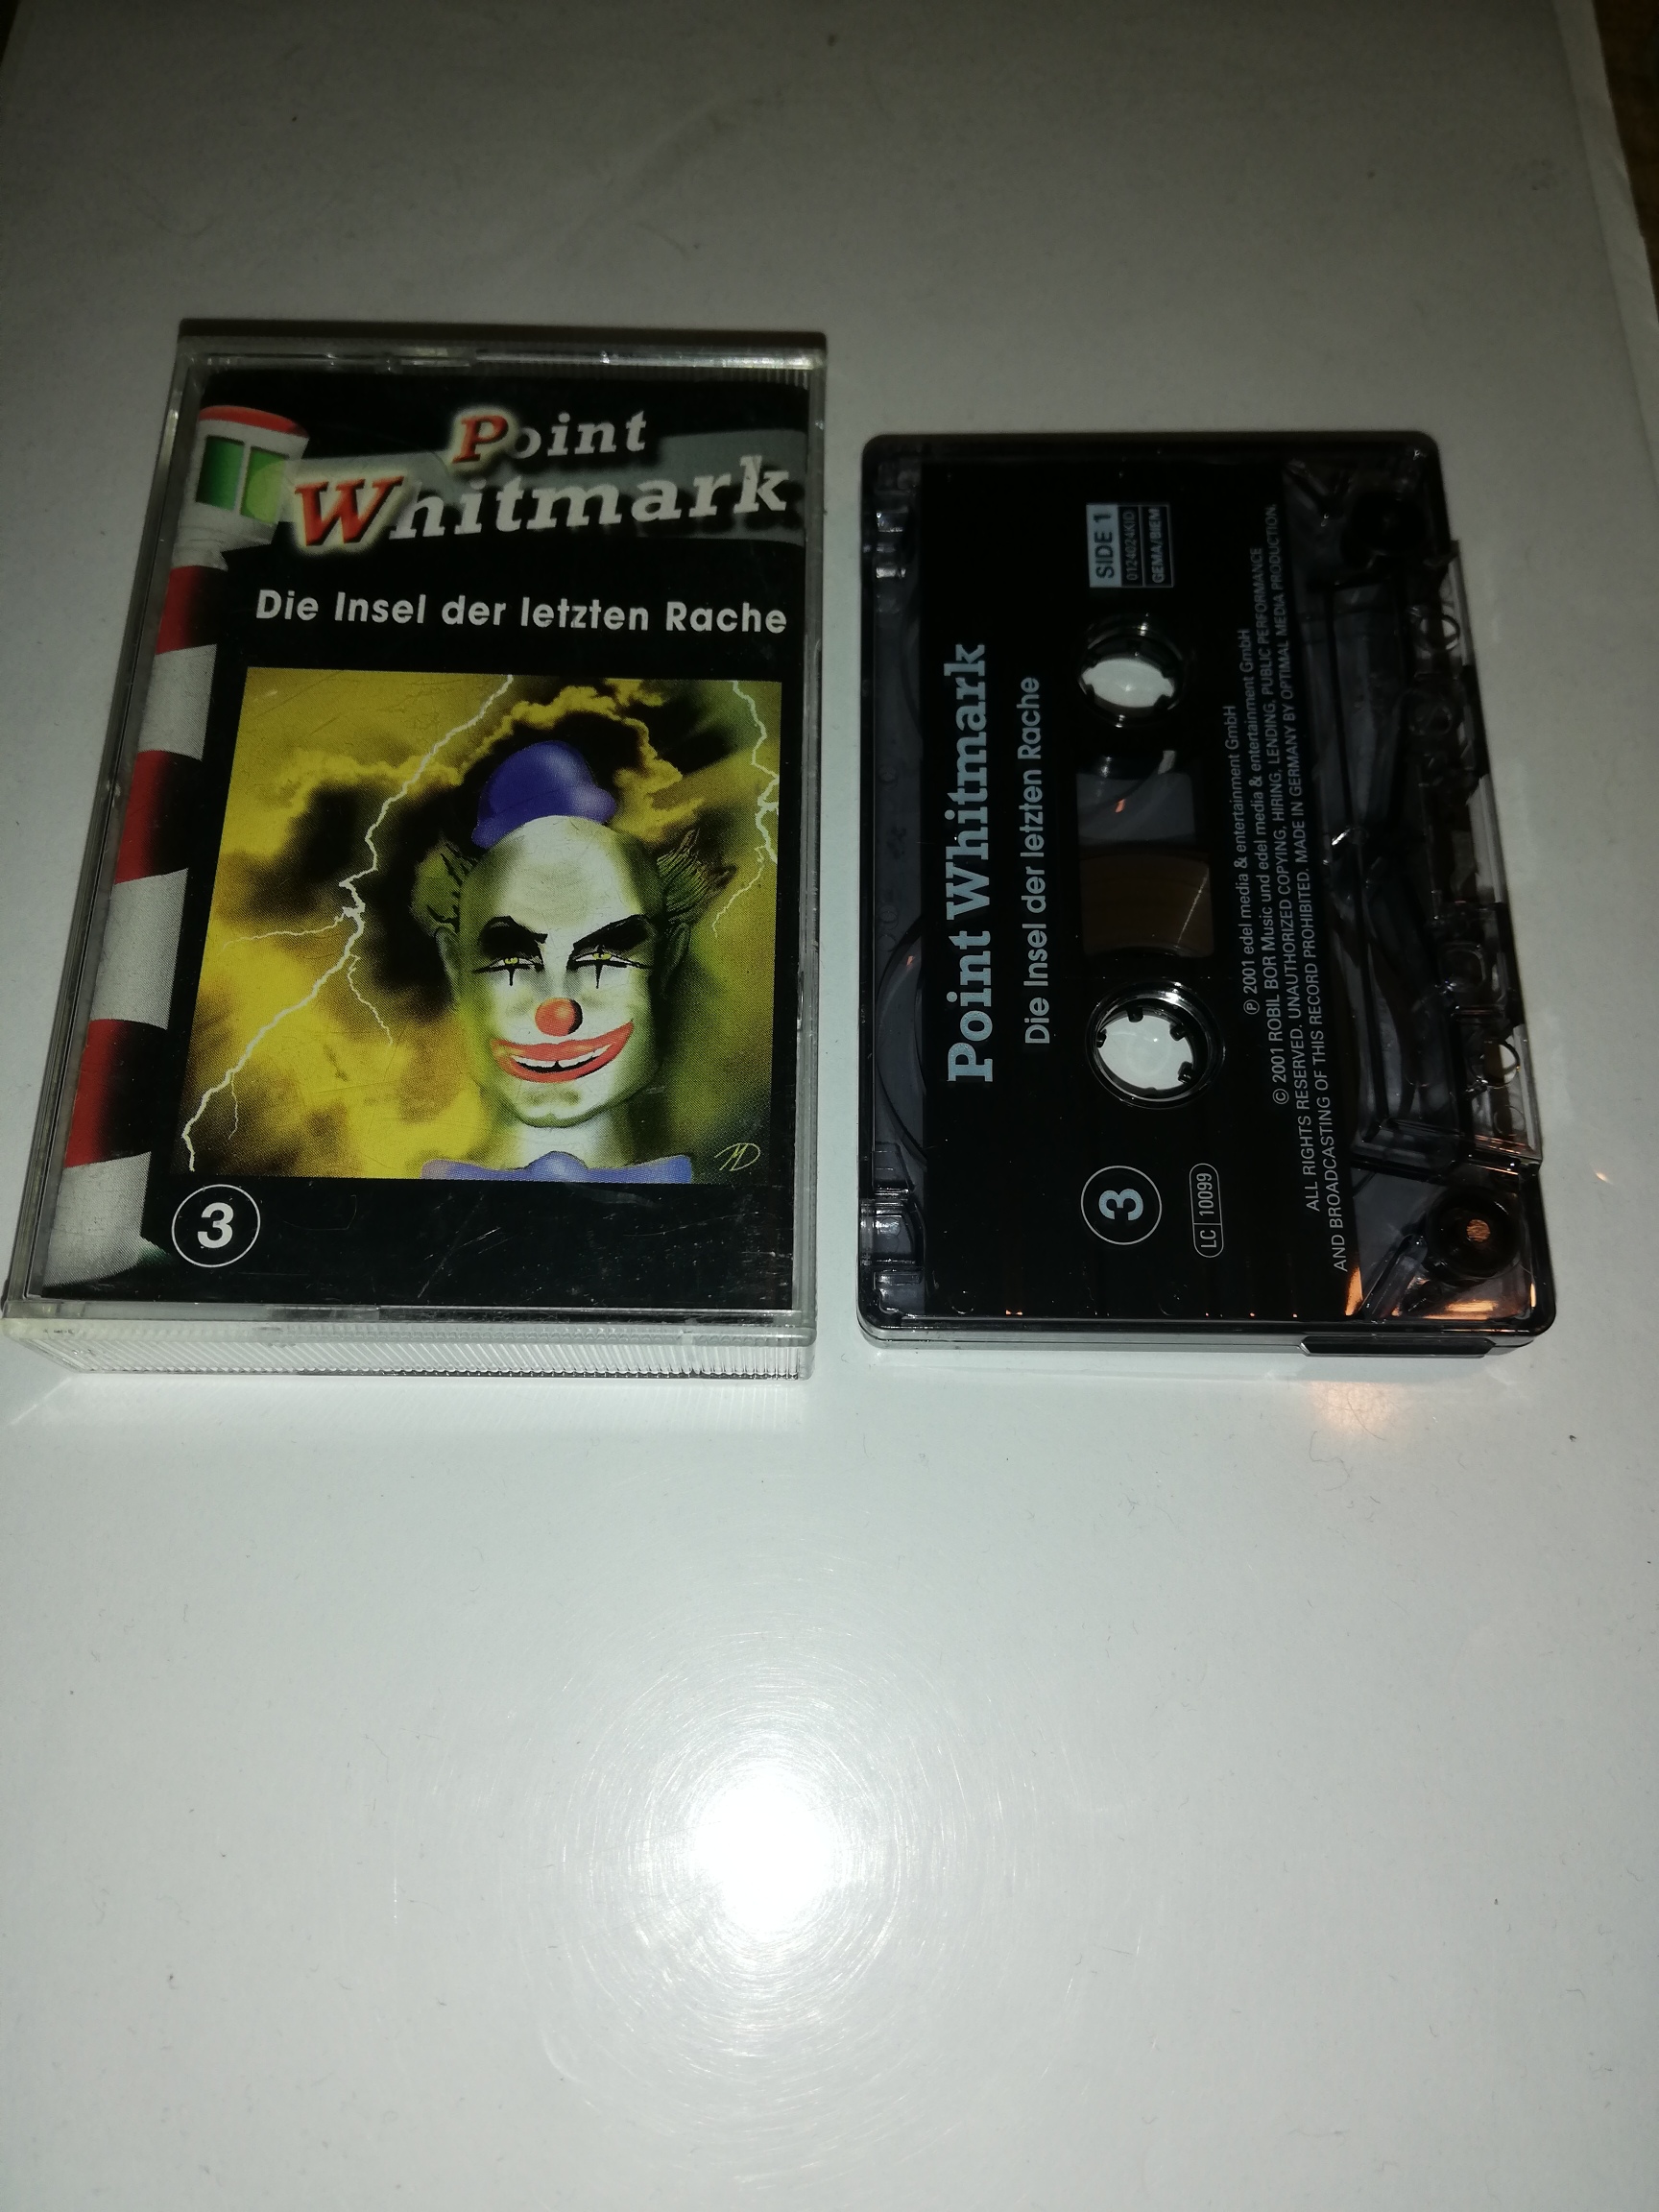 Point
Whitmark
Die Insel der letzten Rache
MD
3
Point Whitmark
Die Insel der letzten Rache
SIDE 1
0124024KID
GEMA/BIEM
3
LC 10099
℗ 2001 edel media & entertainment GmbH
© 2001 ROBIL BOR Music und edel media & entertainment GmbH
ALL RIGHTS RESERVED. UNAUTHORIZED COPYING, HIRING, LENDING, PUBLIC PERFORMANCE
AND BROADCASTING OF THIS RECORD PROHIBITED. MADE IN GERMANY BY OPTIMAL MEDIA PRODUCTION.